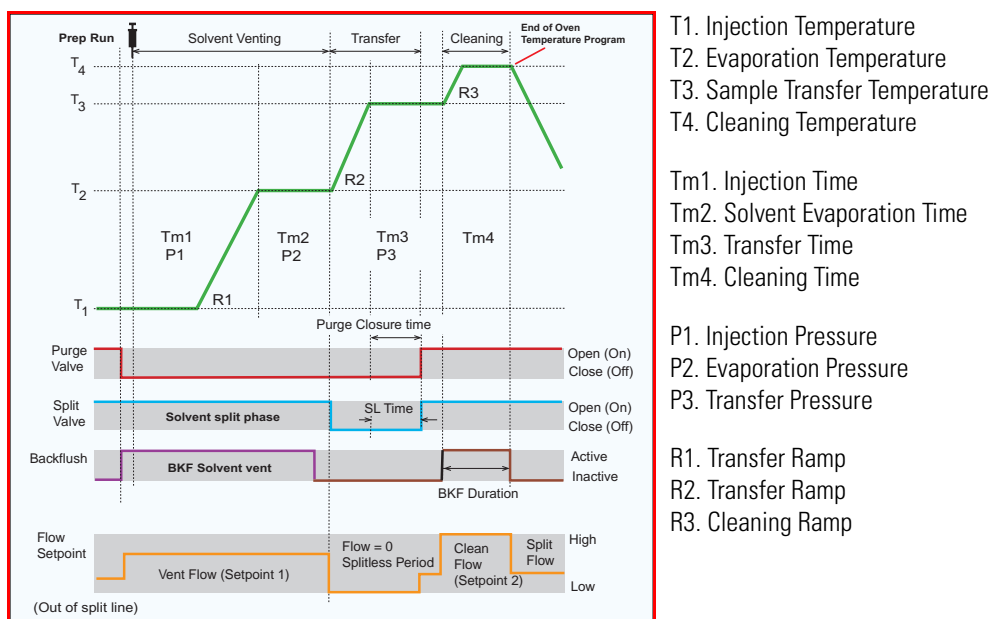 Prep Run
Solvent Venting
Transfer
Cleaning
End of Oven
Temperature Program
T4
T3
T2
T1
R3
R2
R1
Tm1
P1
Tm2
P2
Tm3
P3
Tm4
Purge Closure time
Purge
Valve
Open (On)
Close (Off)
Split
Valve
Solvent split phase
SL Time
Open (On)
Close (Off)
Backflush
BKF Solvent vent
Active
Inactive
BKF Duration
Flow
Setpoint
Vent Flow (Setpoint 1)
Flow = 0
Splitless Period
Clean
Flow
(Setpoint 2)
Split
Flow
High
Low
(Out of split line)
T1. Injection Temperature
T2. Evaporation Temperature
T3. Sample Transfer Temperature
T4. Cleaning Temperature
Tm1. Injection Time
Tm2. Solvent Evaporation Time
Tm3. Transfer Time
Tm4. Cleaning Time
P1. Injection Pressure
P2. Evaporation Pressure
P3. Transfer Pressure
R1. Transfer Ramp
R2. Transfer Ramp
R3. Cleaning Ramp